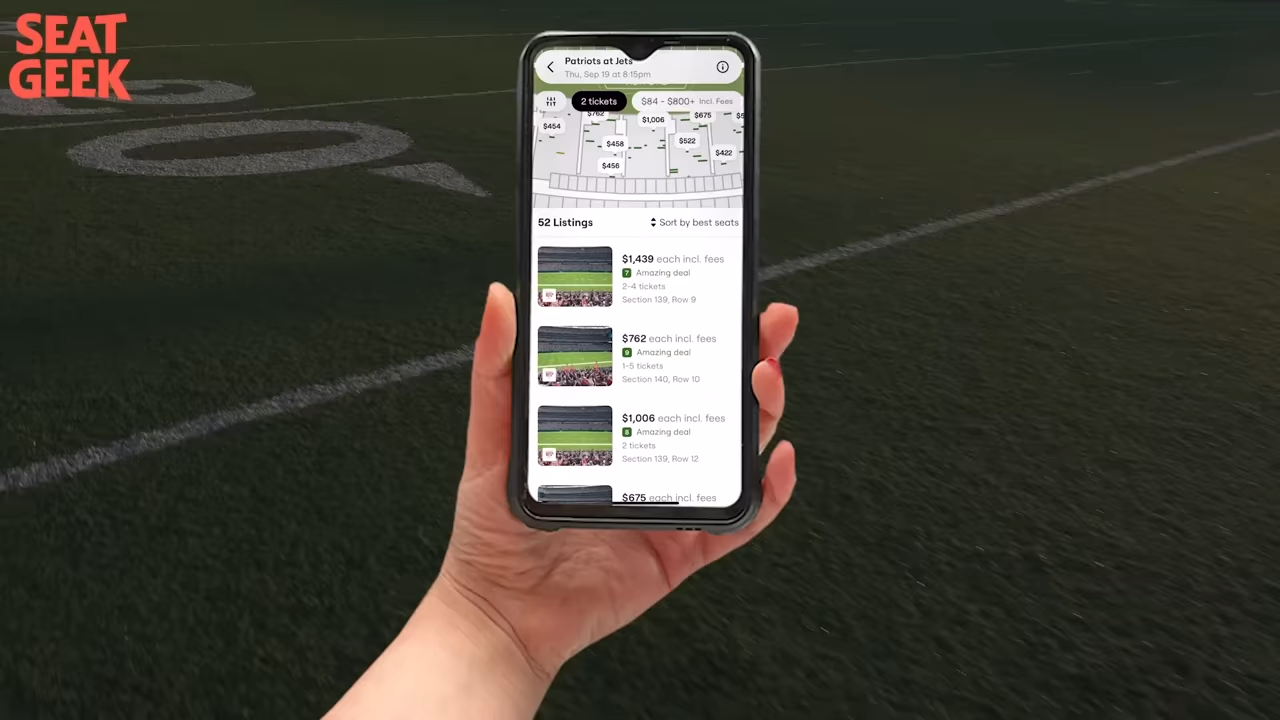 SEAT
GEEK
Patriots at Jets
Thu, Sep 19 at 8:15pm
2 tickets
$84 - $800+ Incl. Fees
$762
$1,006
$675
$454
$458
$522
$456
$422
52 Listings
Sort by best seats
$1,439 each incl. fees
7 Amazing deal
2-4 tickets
Section 139, Row 9
$762 each incl. fees
9 Amazing deal
1-5 tickets
Section 140, Row 10
$1,006 each incl. fees
8 Amazing deal
2 tickets
Section 139, Row 12
$675 each incl. fees